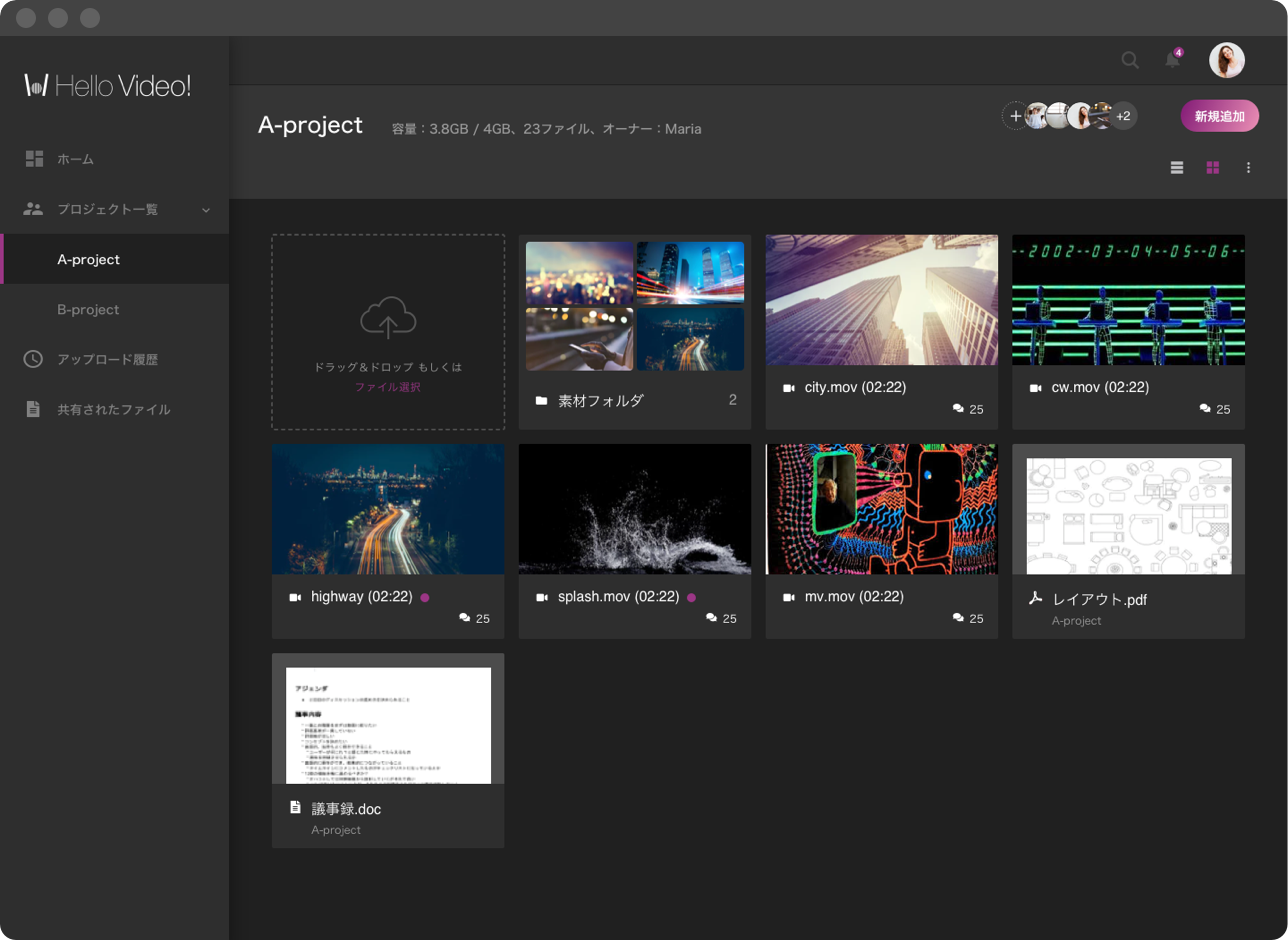 Hello Video!
4
ホーム
プロジェクト一覧
A-project
B-project
アップロード履歴
共有されたファイル
A-project
容量：3.8GB / 4GB、23ファイル、オーナー：Maria
+2
新規追加
ドラッグ＆ドロップ もしくは
ファイル選択
素材フォルダ
2
city.mov (02:22)
25
--2002--03--04--05--06--
cw.mov (02:22)
25
highway (02:22)
25
splash.mov (02:22)
25
mv.mov (02:22)
25
レイアウト.pdf
A-project
アジェンダ
議事内容
議事録.doc
A-project